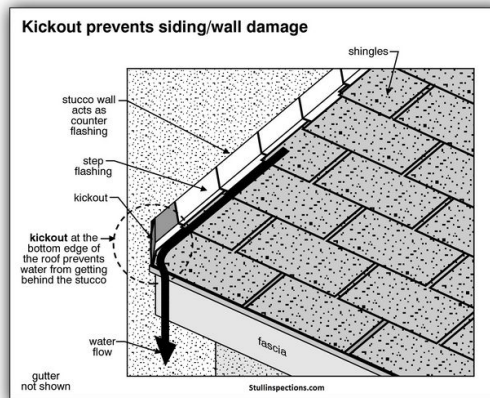 Kickout prevents siding/wall damage
shingles
stucco wall
acts as
counter
flashing
step
flashing
kickout
kickout at the
bottom edge of
the roof prevents
water from getting
behind the stucco
water
flow
fascia
gutter
not shown
Stullinspections.com